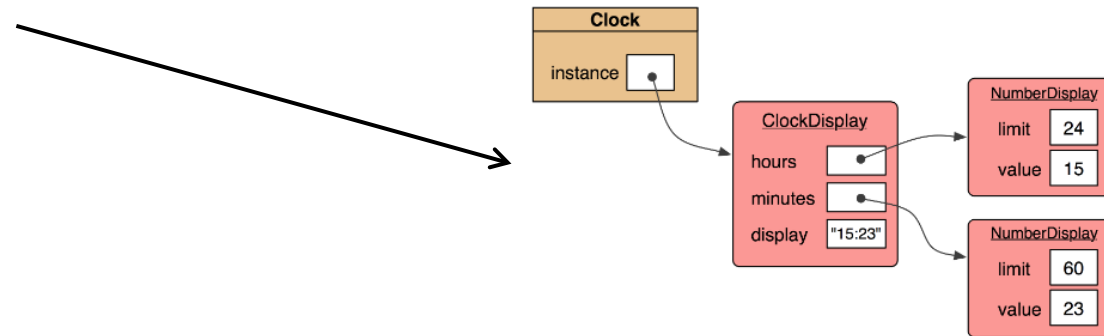 Clock
instance
ClockDisplay
hours
minutes
display "15:23"
NumberDisplay
limit 24
value 15
NumberDisplay
limit 60
value 23